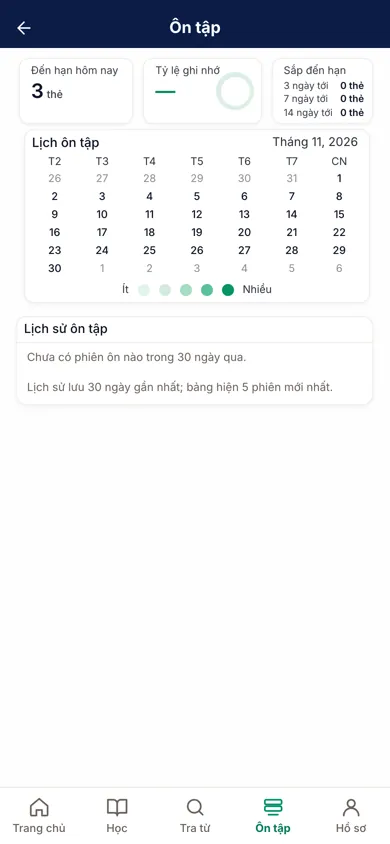 Ôn tập
Đến hạn hôm nay
3 thẻ
Tỷ lệ ghi nhớ
—
Sắp đến hạn
3 ngày tới 0 thẻ
7 ngày tới 0 thẻ
14 ngày tới 0 thẻ
Lịch ôn tập
Tháng 11, 2026
T2 T3 T4 T5 T6 T7 CN
26 27 28 29 30 31 1
2 3 4 5 6 7 8
9 10 11 12 13 14 15
16 17 18 19 20 21 22
23 24 25 26 27 28 29
30 1 2 3 4 5 6
Ít Nhiều
Lịch sử ôn tập
Chưa có phiên ôn nào trong 30 ngày qua.
Lịch sử lưu 30 ngày gần nhất; bảng hiện 5 phiên mới nhất.
Trang chủ Học Tra từ Ôn tập Hồ sơ